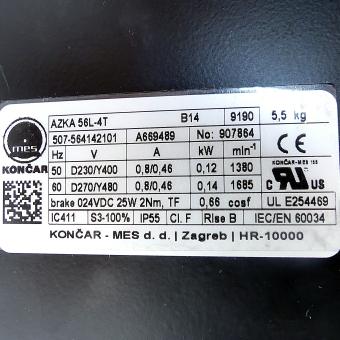 AZKA 56L-4T B14 9190 5,5 kg
507-564142101 A669489 No: 907864
mes
KONČAR
Hz V A kW min⁻¹
50 D230/Y400 0,8/0,46 0,12 1380
60 D270/Y480 0,8/0,46 0,14 1685
brake 024VDC 25W 2Nm, TF 0,66 cosf
IC411 S3-100% IP55 Cl. F Rise B IEC/EN 60034
CE
KONČAR-MES 155
c UR US
UL E254469
KONČAR - MES d. d. | Zagreb | HR-10000